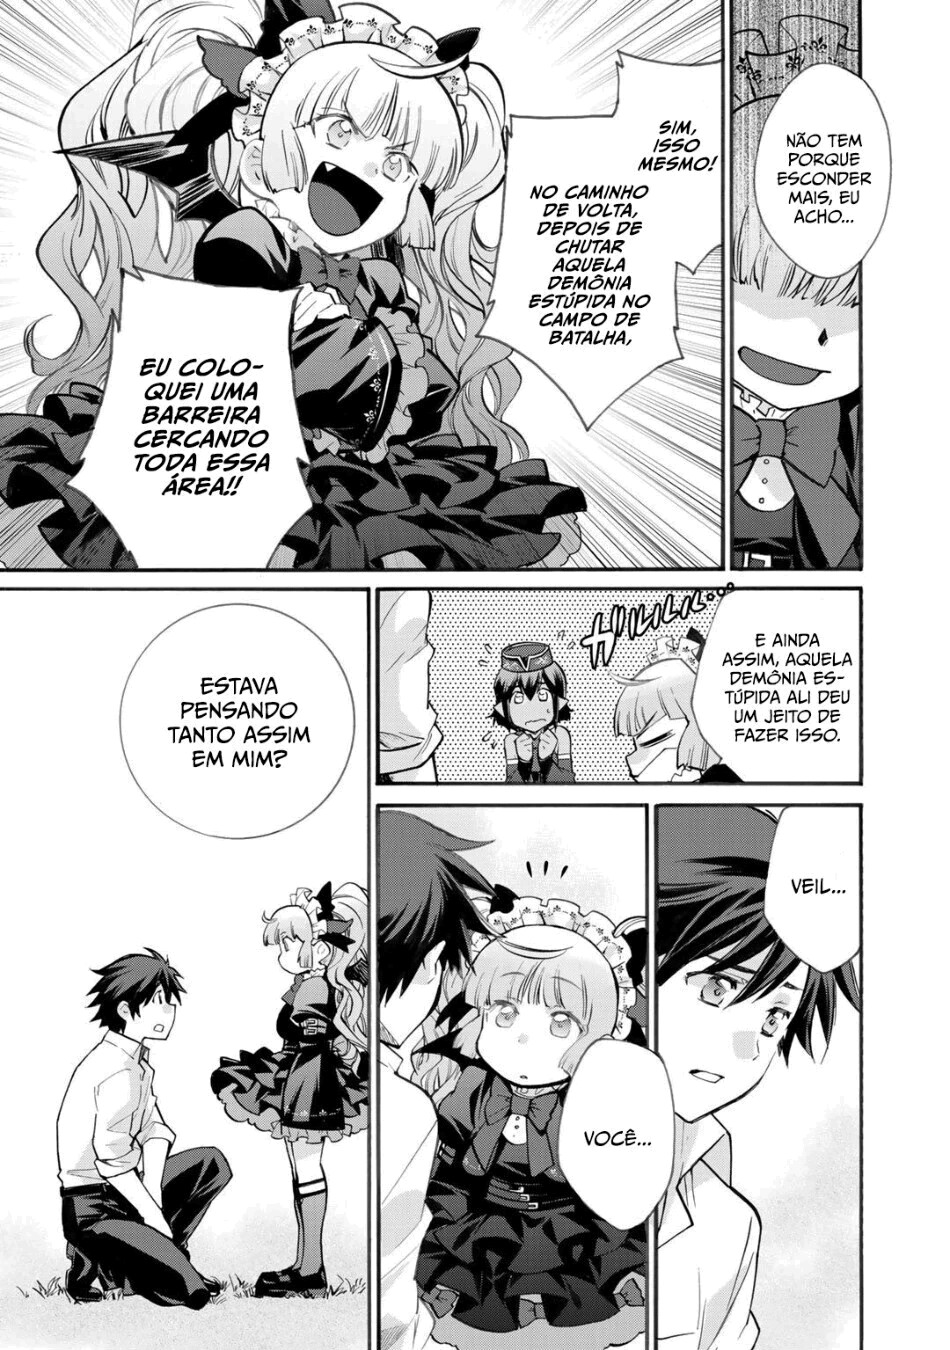 NÃO TEM
PORQUE
ESCONDER
MAIS, EU
ACHO...
SIM,
ISSO
MESMO!
NO CAMINHO
DE VOLTA,
DEPOIS DE
CHUTAR
AQUELA
DEMÔNIA
ESTÚPIDA NO
CAMPO DE
BATALHA,
EU COLO-
QUEI UMA
BARREIRA
CERCANDO
TODA ESSA
ÁREA!!
E AINDA
ASSIM, AQUELA
DEMÔNIA ES-
TÚPIDA ALI DEU
UM JEITO DE
FAZER ISSO.
VEIL...
VOCÊ...
ESTAVA
PENSANDO
TANTO ASSIM
EM MIM?